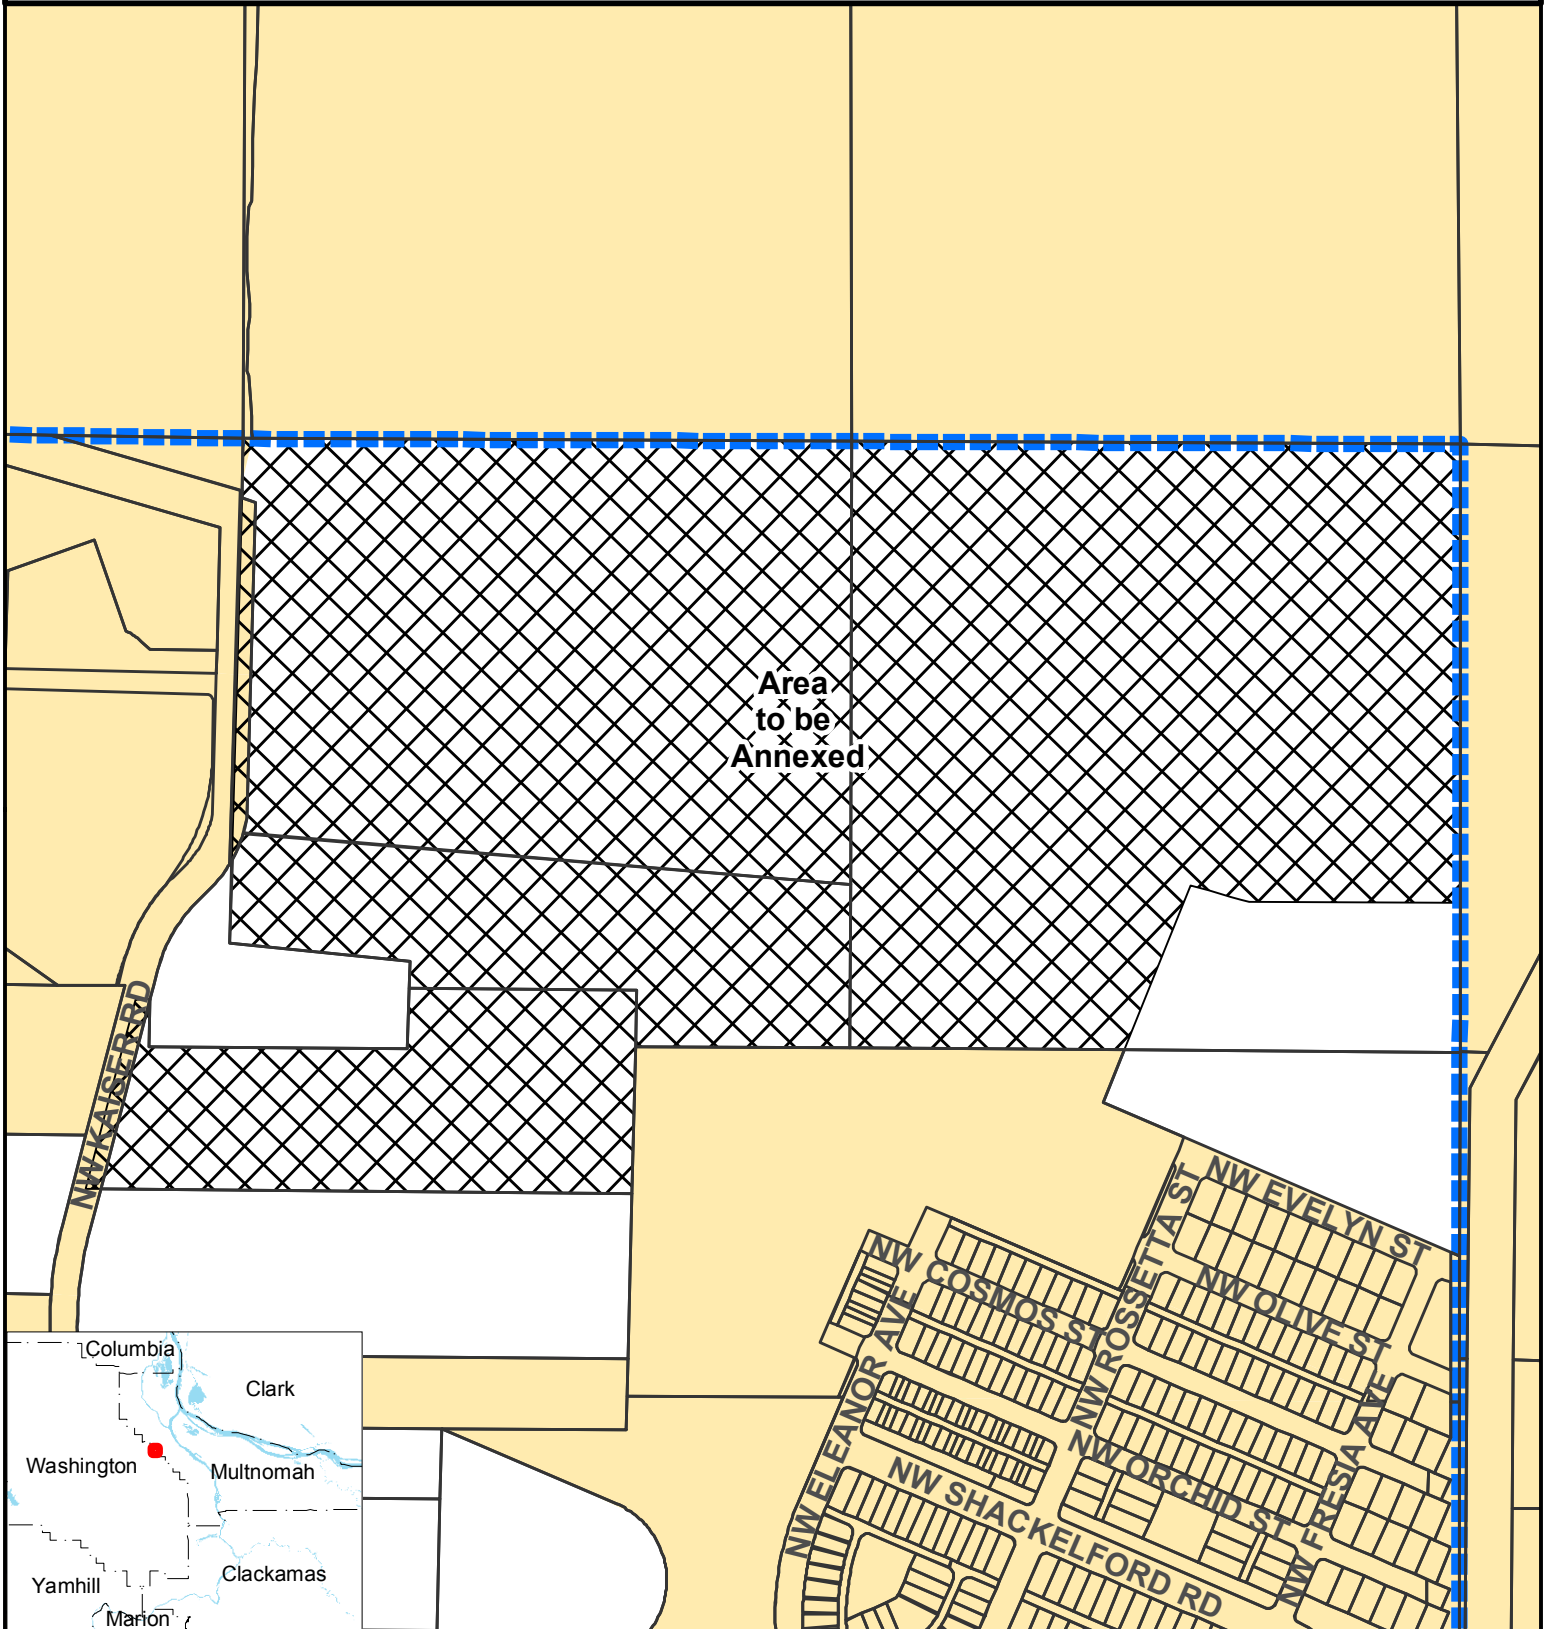 Area
to be
Annexed
NW KAISER RD
NW EVELYN ST
NW ROSSETTA ST
NW COSMOS ST
NW OLIVE ST
NW ELEANOR AVE
NW FRESIA AVE
NW ORCHID ST
NW SHACKELFORD RD
Columbia
Clark
Washington
Multnomah
Yamhill
Clackamas
Marion